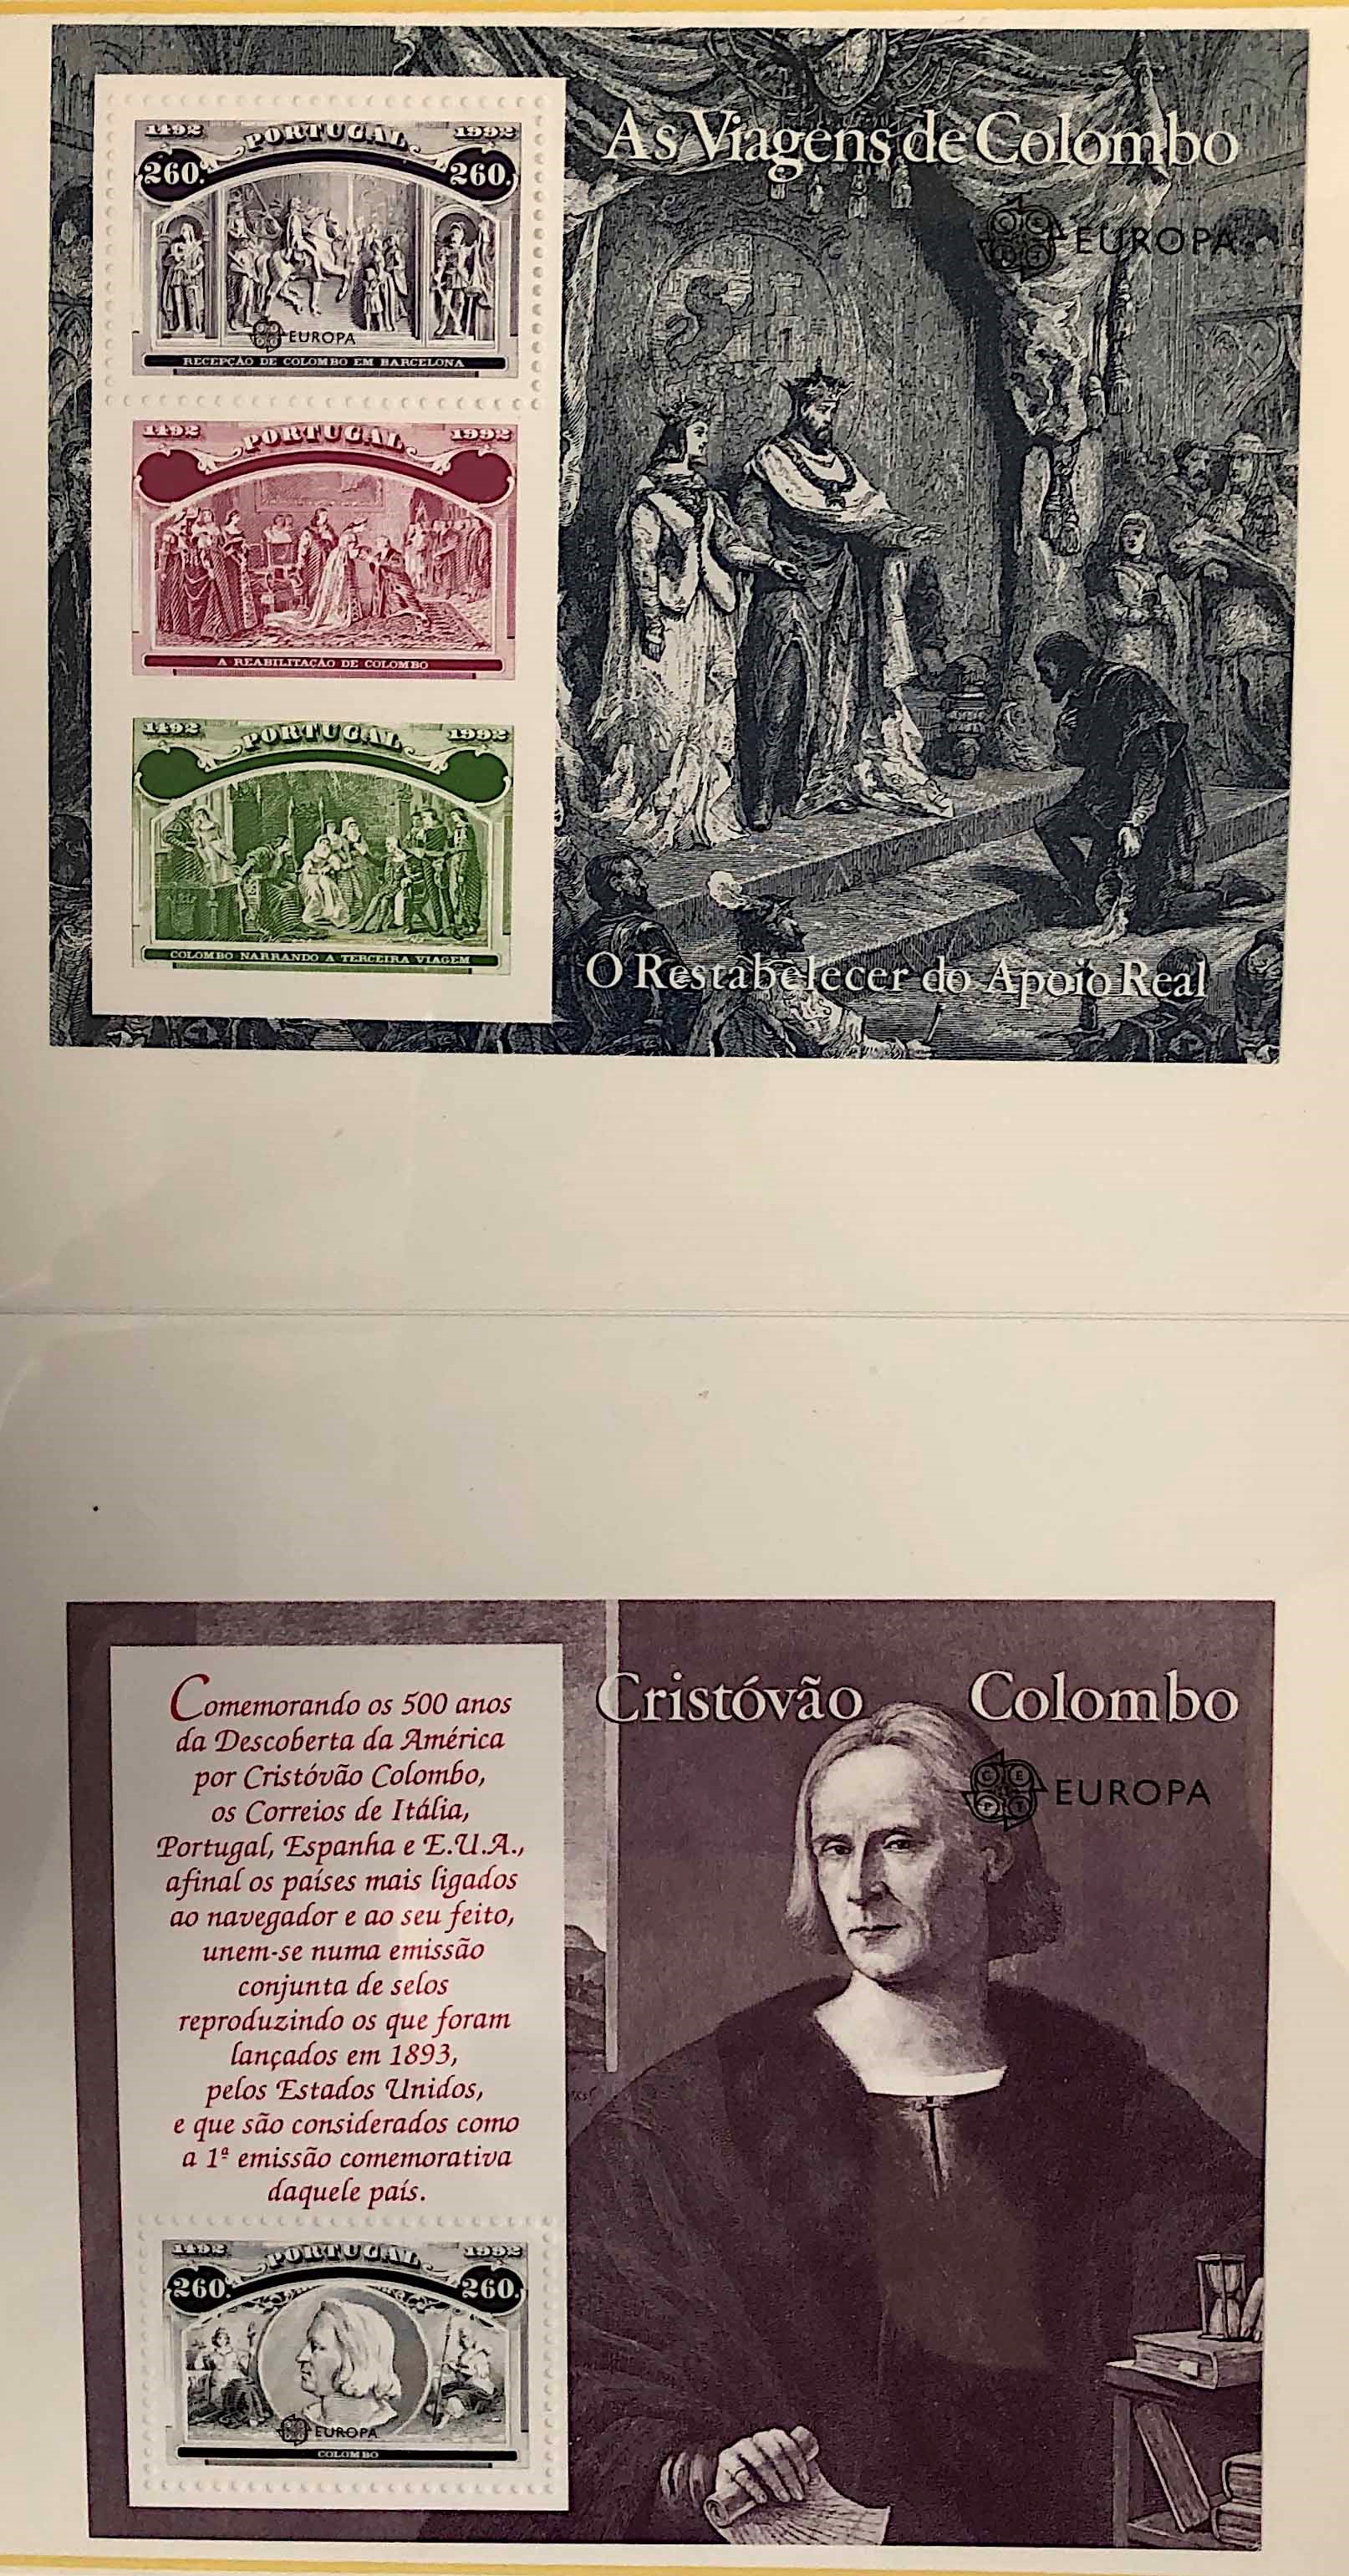 As Viagens de Colombo
EUROPA
1492 PORTUGAL 1992
260. 260.
EUROPA
RECEPÇÃO DE COLOMBO EM BARCELONA
1492 PORTUGAL 1992
A REABILITAÇÃO DE COLOMBO
1492 PORTUGAL 1992
COLOMBO NARRANDO A TERCEIRA VIAGEM
O Restabelecer do Apoio Real
Cristóvão Colombo
CEPT EUROPA
Comemorando os 500 anos
da Descoberta da América
por Cristóvão Colombo,
os Correios de Itália,
Portugal, Espanha e E.U.A.,
afinal os países mais ligados
ao navegador e ao seu feito,
unem-se numa emissão
conjunta de selos
reproduzindo os que foram
lançados em 1893,
pelos Estados Unidos,
e que são considerados como
a 1ª emissão comemorativa
daquele país.
1492 PORTUGAL 1992
260. 260.
EUROPA
COLOMBO